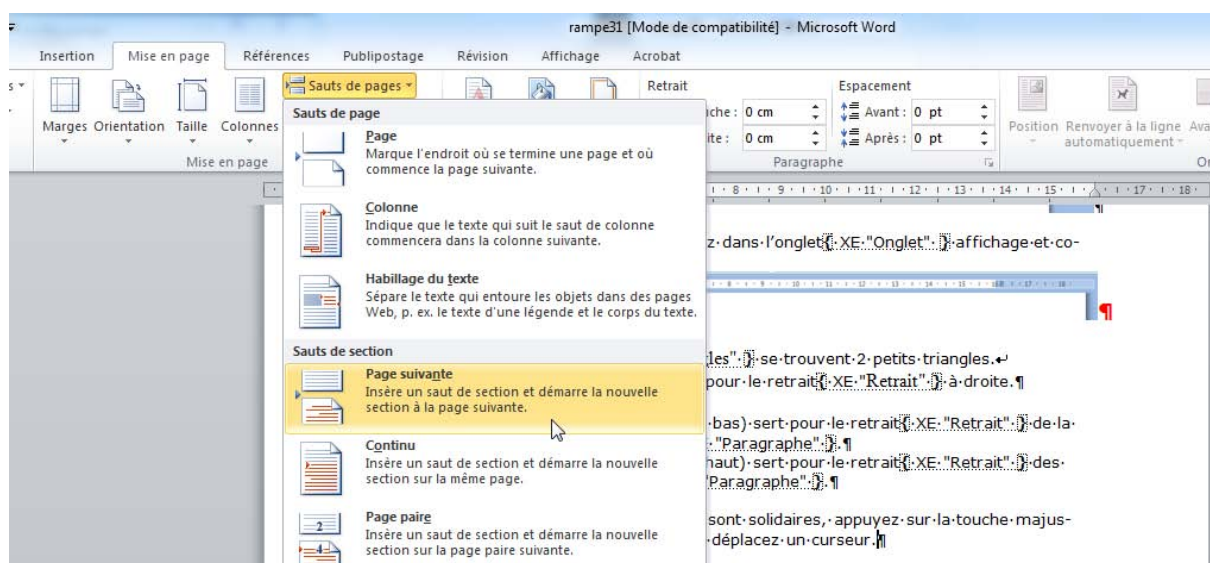 rampe31 [Mode de compatibilité] - Microsoft Word
Insertion Mise en page Références Publipostage Révision Affichage Acrobat
Sauts de pages Retrait Espacement
0 cm Avant : 0 pt
Marges Orientation Taille Colonnes 0 cm Après : 0 pt Position Renvoyer à la ligne
automatiquement
Mise en page Paragraphe
Sauts de page
Page
Marque l'endroit où se termine une page et où
commence la page suivante.
Colonne
Indique que le texte qui suit le saut de colonne
commencera dans la colonne suivante.
Habillage du texte
Sépare le texte qui entoure les objets dans des pages
Web, p. ex. le texte d'une légende et le corps du texte.
Sauts de section
Page suivante
Insère un saut de section et démarre la nouvelle
section à la page suivante.
Continu
Insère un saut de section et démarre la nouvelle
section sur la même page.
Page paire
Insère un saut de section et démarre la nouvelle
section sur la page paire suivante.
8 9 10 11 12 13 14 15 17 18
z·dans·l'onglet{·XE·"Onglet"·}·affichage·et·co-
¶
les"·}·se·trouvent·2·petits·triangles.↵
pour·le·retrait{·XE·"Retrait"·}·à·droite.¶
·bas)·sert·pour·le·retrait{·XE·"Retrait"·}·de·la·
"Paragraphe"·}.¶
haut)·sert·pour·le·retrait{·XE·"Retrait"·}·des·
"Paragraphe"·}.¶
sont·solidaires,·appuyez·sur·la·touche·majus-
·déplacez·un·curseur.¶